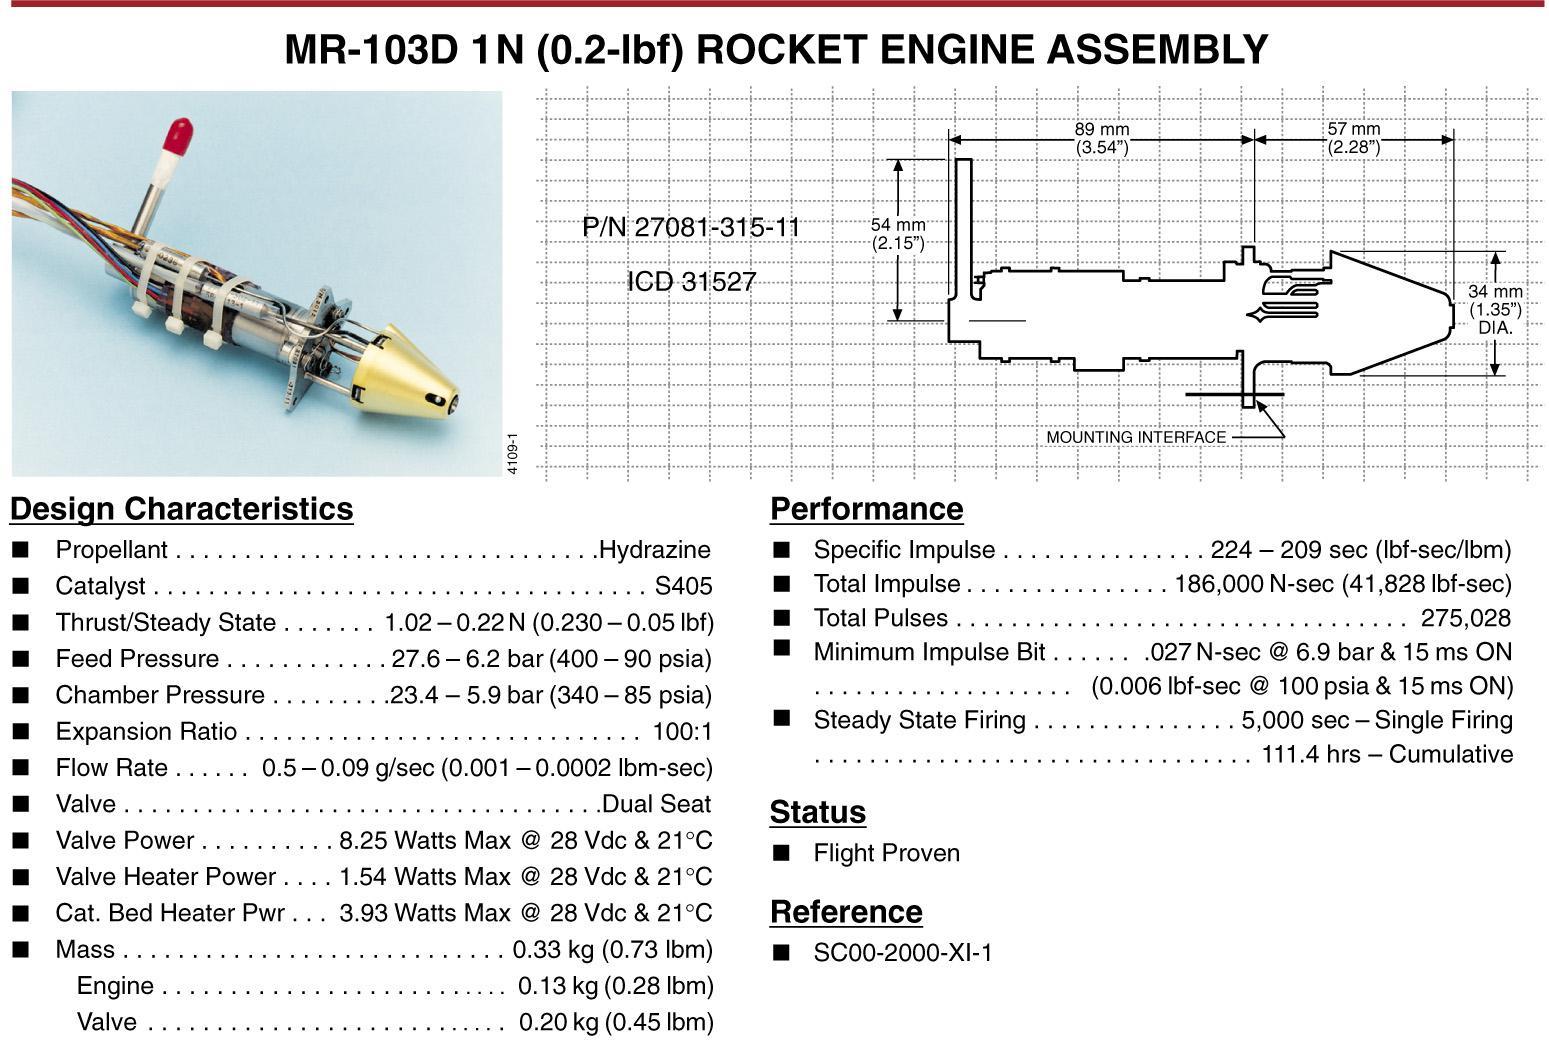 MR-103D 1N (0.2-lbf) ROCKET ENGINE ASSEMBLY
4109-1
P/N 27081-315-11
ICD 31527
89 mm
(3.54”)
57 mm
(2.28”)
54 mm
(2.15”)
34 mm
(1.35”)
DIA.
MOUNTING INTERFACE
Design Characteristics
■ Propellant . . . . . . . . . . . . . . . . . . . . . . . . . . . . . . .Hydrazine
■ Catalyst . . . . . . . . . . . . . . . . . . . . . . . . . . . . . . . . . . . . S405
■ Thrust/Steady State . . . . . . . 1.02 – 0.22 N (0.230 – 0.05 lbf)
■ Feed Pressure . . . . . . . . . . . . 27.6 – 6.2 bar (400 – 90 psia)
■ Chamber Pressure . . . . . . . . .23.4 – 5.9 bar (340 – 85 psia)
■ Expansion Ratio . . . . . . . . . . . . . . . . . . . . . . . . . . . . . 100:1
■ Flow Rate . . . . . . 0.5 – 0.09 g/sec (0.001 – 0.0002 lbm-sec)
■ Valve . . . . . . . . . . . . . . . . . . . . . . . . . . . . . . . . . . .Dual Seat
■ Valve Power . . . . . . . . . . 8.25 Watts Max @ 28 Vdc & 21°C
■ Valve Heater Power . . . . 1.54 Watts Max @ 28 Vdc & 21°C
■ Cat. Bed Heater Pwr . . . 3.93 Watts Max @ 28 Vdc & 21°C
■ Mass . . . . . . . . . . . . . . . . . . . . . . . . . . . . 0.33 kg (0.73 lbm)
Engine . . . . . . . . . . . . . . . . . . . . . . . . . . 0.13 kg (0.28 lbm)
Valve . . . . . . . . . . . . . . . . . . . . . . . . . . . 0.20 kg (0.45 lbm)
Performance
■ Specific Impulse . . . . . . . . . . . . . . . 224 – 209 sec (lbf-sec/lbm)
■ Total Impulse . . . . . . . . . . . . . . . 186,000 N-sec (41,828 lbf-sec)
■ Total Pulses . . . . . . . . . . . . . . . . . . . . . . . . . . . . . . . . . 275,028
■ Minimum Impulse Bit . . . . . . .027 N-sec @ 6.9 bar & 15 ms ON
. . . . . . . . . . . . . . . . . . . (0.006 lbf-sec @ 100 psia & 15 ms ON)
■ Steady State Firing . . . . . . . . . . . . . . . 5,000 sec – Single Firing
. . . . . . . . . . . . . . . . . . . . . . . . . . . . . . . . 111.4 hrs – Cumulative
Status
■ Flight Proven
Reference
■ SC00-2000-XI-1